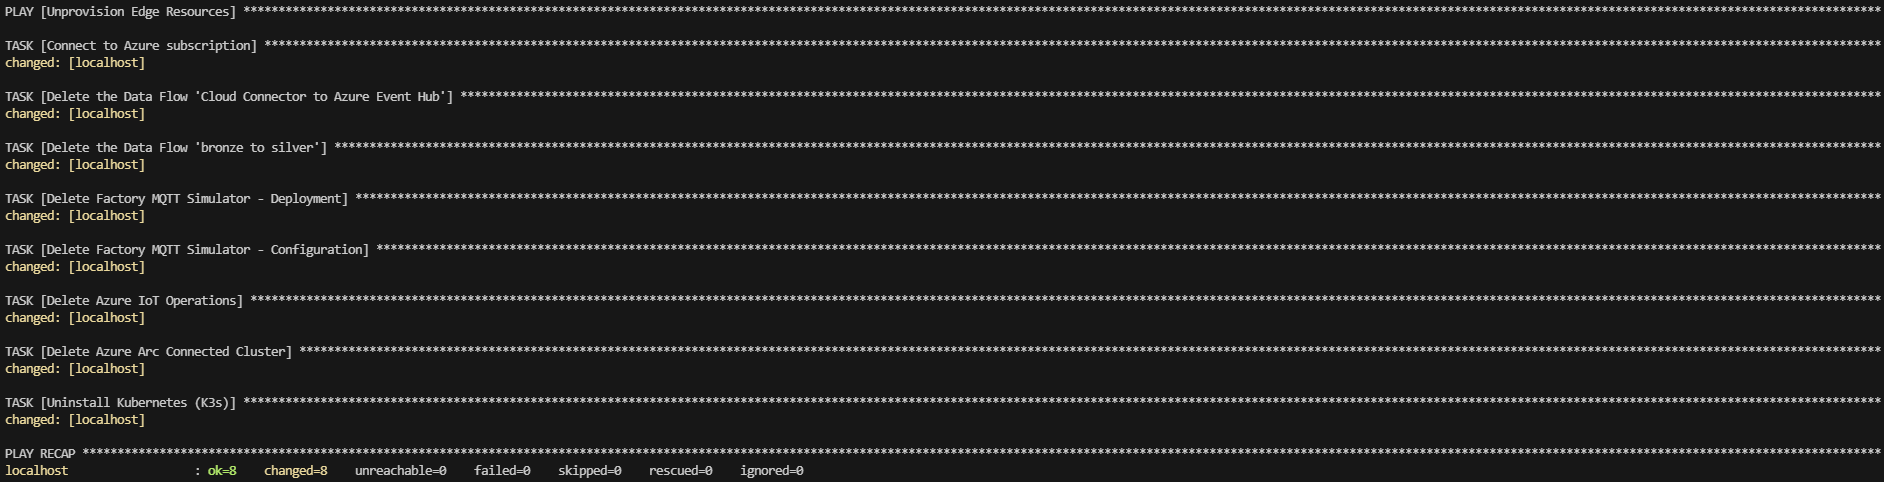 PLAY [Unprovision Edge Resources] ****************************************************************************************************************************************************************************************************************************************
TASK [Connect to Azure subscription] *************************************************************************************************************************************************************************************************************************************
changed: [localhost]
TASK [Delete the Data Flow 'Cloud Connector to Azure Event Hub'] *********************************************************************************************************************************************************************************************************
changed: [localhost]
TASK [Delete the Data Flow 'bronze to silver'] ***************************************************************************************************************************************************************************************************************************
changed: [localhost]
TASK [Delete Factory MQTT Simulator - Deployment] ************************************************************************************************************************************************************************************************************************
changed: [localhost]
TASK [Delete Factory MQTT Simulator - Configuration] *********************************************************************************************************************************************************************************************************************
changed: [localhost]
TASK [Delete Azure IoT Operations] ***************************************************************************************************************************************************************************************************************************************
changed: [localhost]
TASK [Delete Azure Arc Connected Cluster] ********************************************************************************************************************************************************************************************************************************
changed: [localhost]
TASK [Uninstall Kubernetes (K3s)] ****************************************************************************************************************************************************************************************************************************************
changed: [localhost]
PLAY RECAP ***************************************************************************************************************************************************************************************************************************************************************
localhost                  : ok=8    changed=8    unreachable=0    failed=0    skipped=0    rescued=0    ignored=0